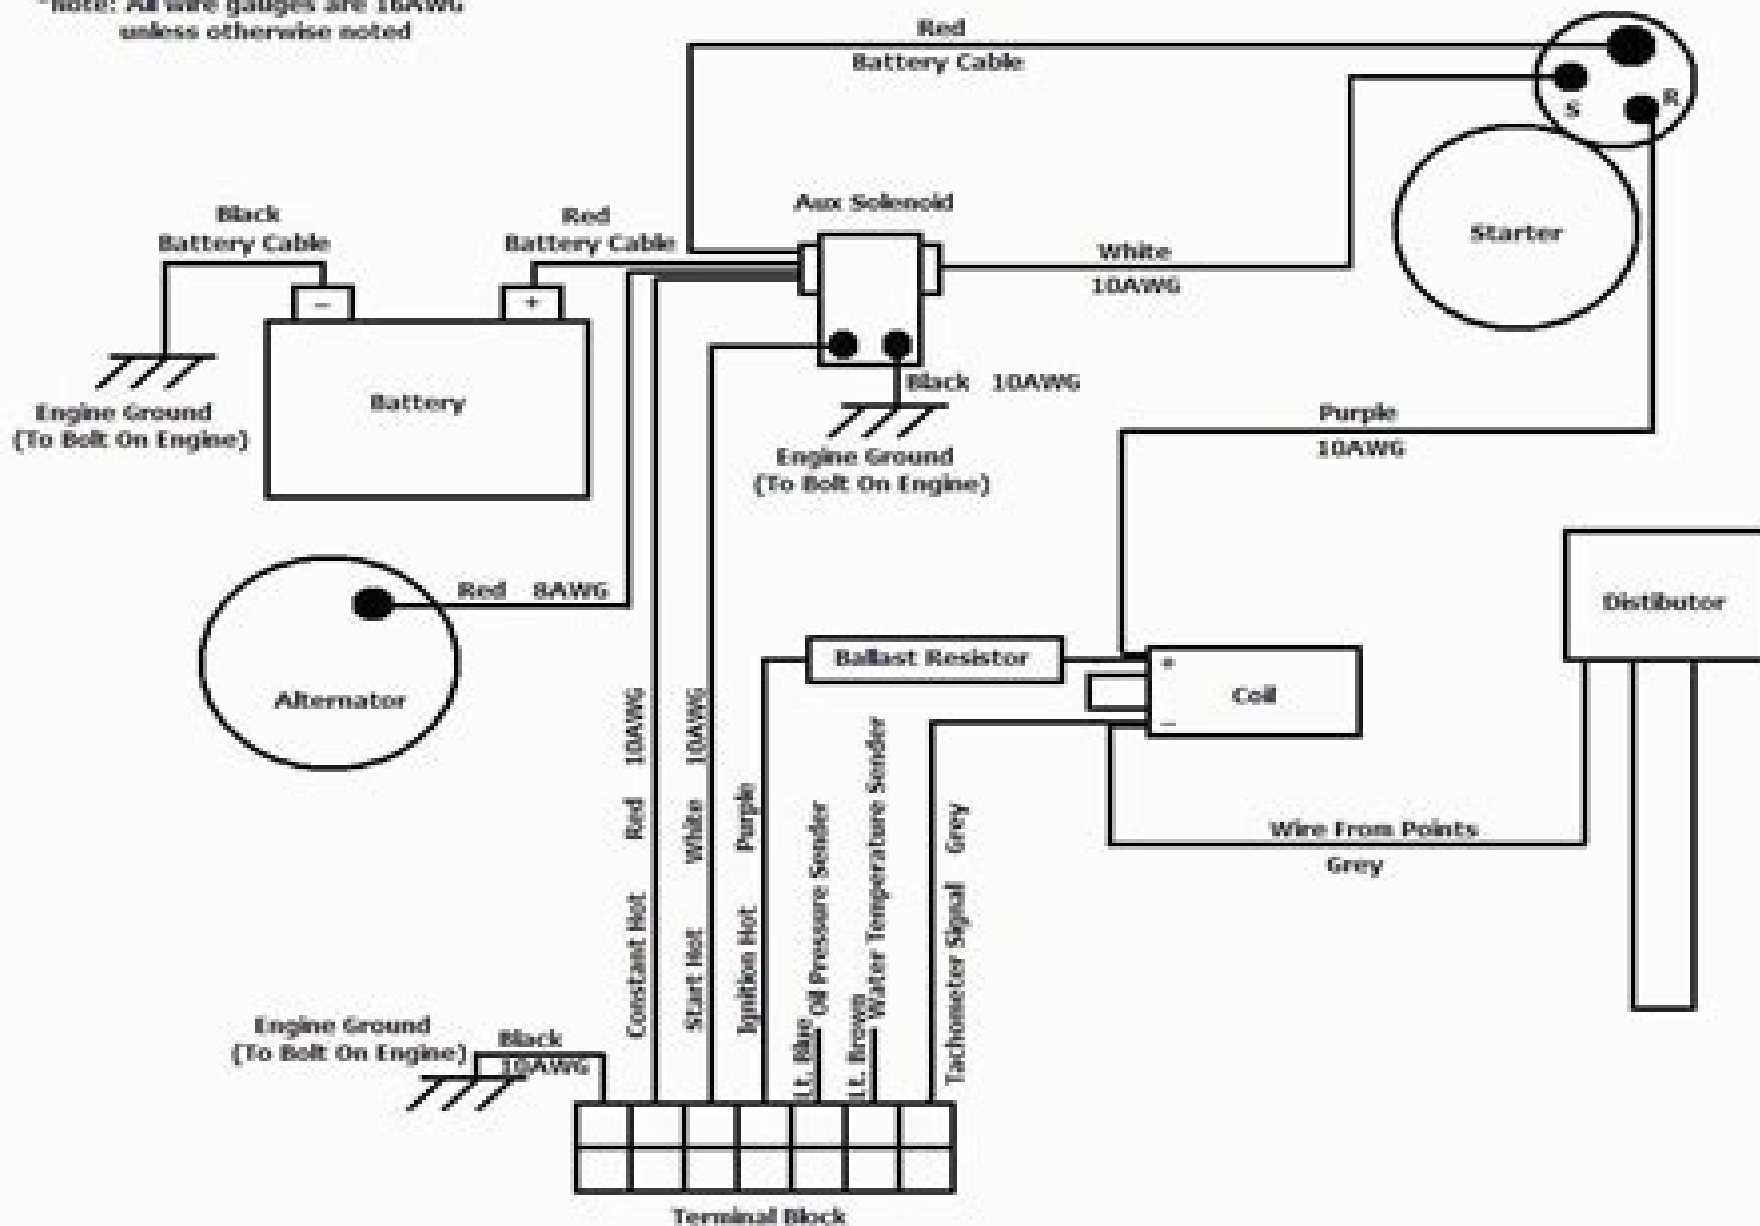 *note: All wire gauges are 16AWG
unless otherwise noted
Red
Battery Cable
S
R
Starter
Aux Solenoid
Black
Battery Cable
Red
Battery Cable
White
10AWG
−
+
Battery
Engine Ground
(To Bolt On Engine)
Black 10AWG
Engine Ground
(To Bolt On Engine)
Purple
10AWG
Red 8AWG
Alternator
Ballast Resistor
+
Coil
−
Distibutor
Wire From Points
Grey
Constant Hot Red 10AWG
Start Hot White 10AWG
Ignition Hot Purple
Lt. Blue
Oil Pressure Sender
Lt. Brown
Water Temperature Sender
Tachometer Signal Grey
Engine Ground
(To Bolt On Engine)
Black
10AWG
Terminal Block